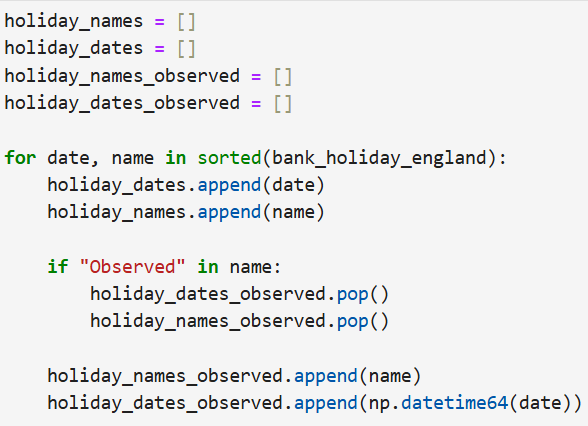 holiday_names = []
holiday_dates = []
holiday_names_observed = []
holiday_dates_observed = []

for date, name in sorted(bank_holiday_england):
    holiday_dates.append(date)
    holiday_names.append(name)

    if "Observed" in name:
        holiday_dates_observed.pop()
        holiday_names_observed.pop()

    holiday_names_observed.append(name)
    holiday_dates_observed.append(np.datetime64(date))